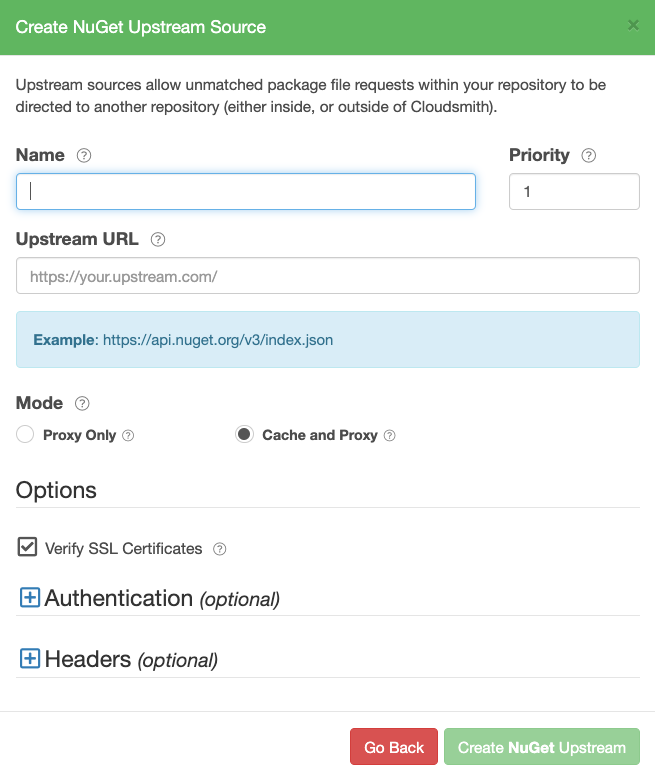 Create NuGet Upstream Source ×
Upstream sources allow unmatched package file requests within your repository to be
directed to another repository (either inside, or outside of Cloudsmith).
Name ? Priority ?
1
Upstream URL ?
https://your.upstream.com/
Example: https://api.nuget.org/v3/index.json
Mode ?
Proxy Only ? Cache and Proxy ?
Options
Verify SSL Certificates ?
Authentication (optional)
Headers (optional)
Go Back Create NuGet Upstream